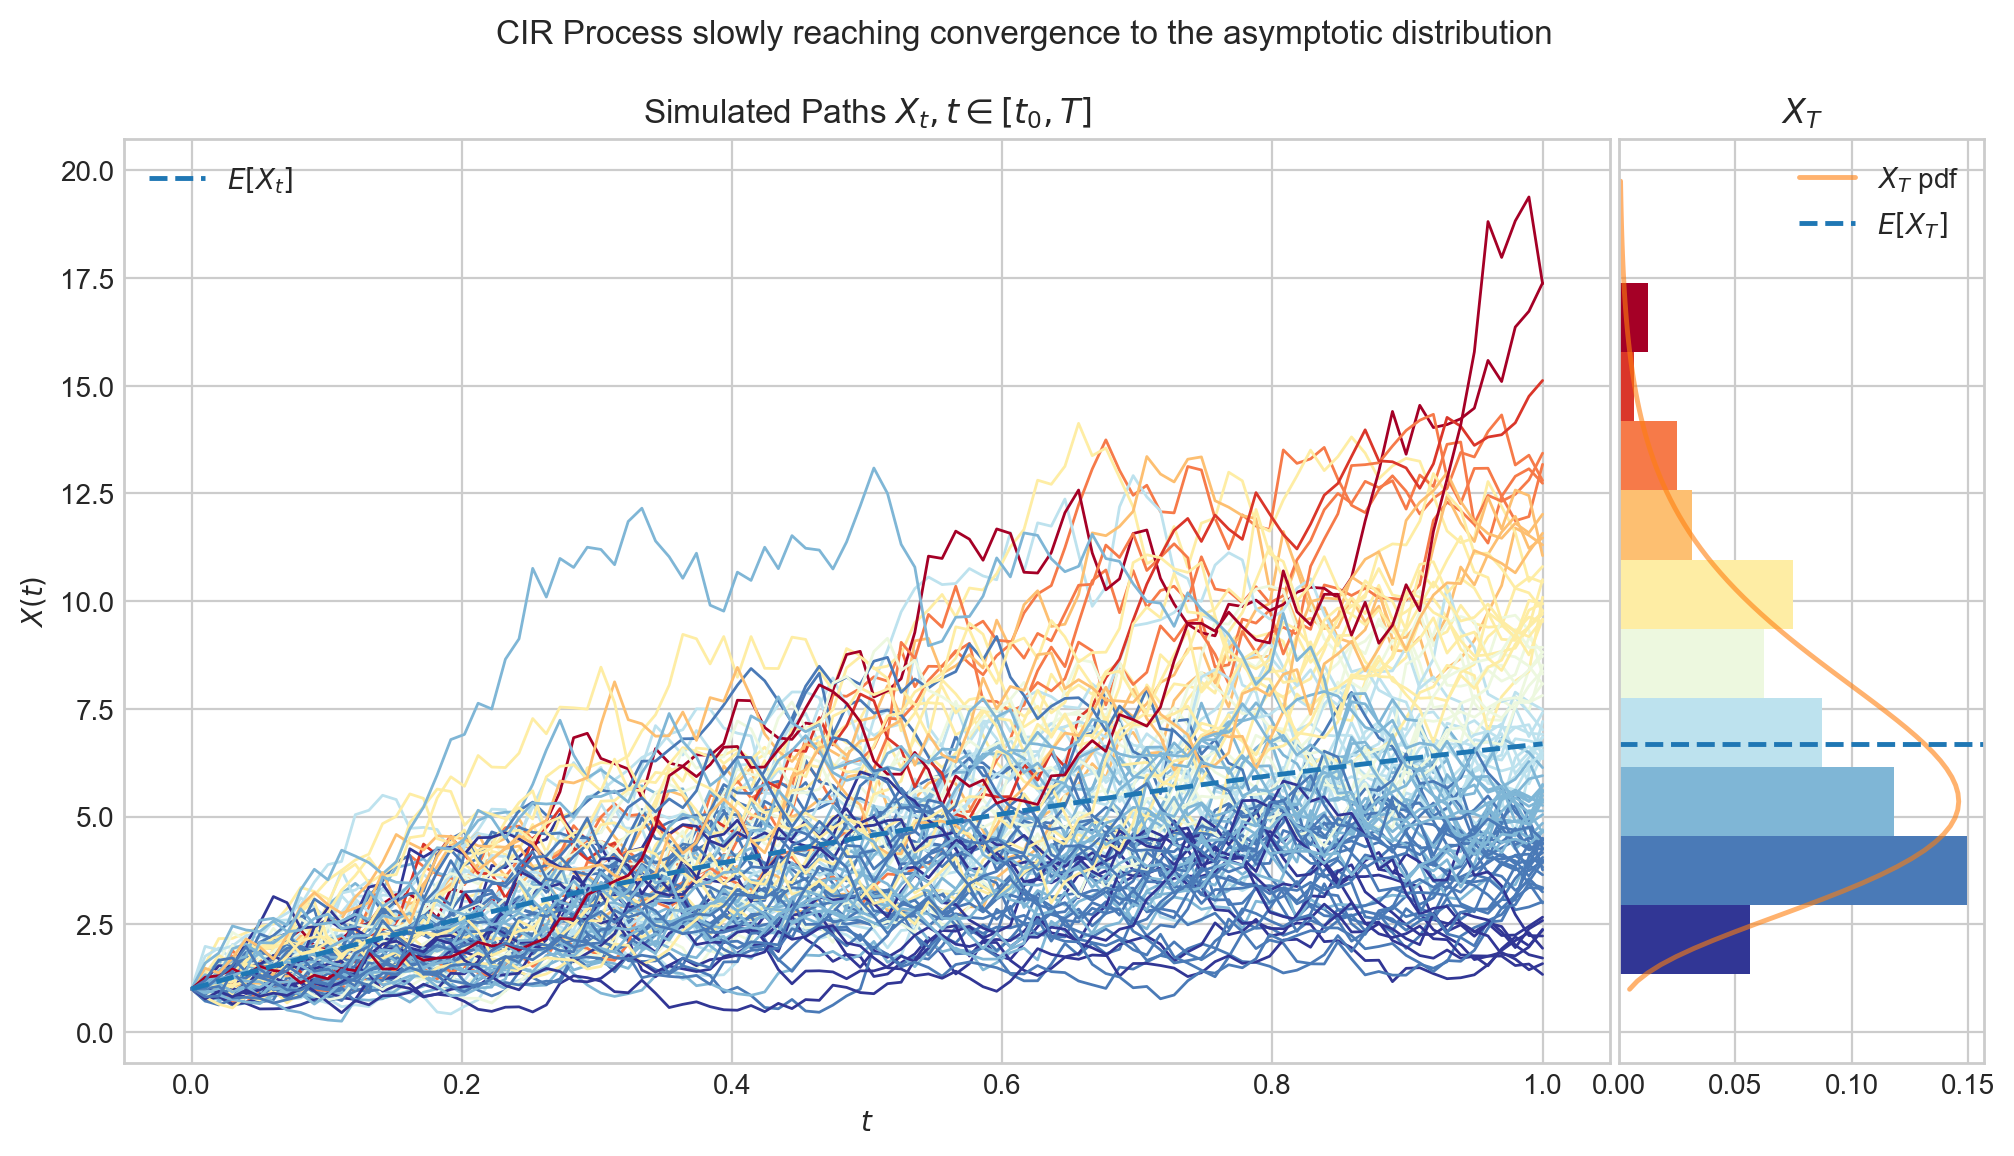 CIR Process slowly reaching convergence to the asymptotic distribution
Simulated Paths $X_t, t \in [t_0, T]$
$X_T$
$E[X_t]$
$X_T$ pdf
$E[X_T]$
20.0
17.5
15.0
12.5
10.0
7.5
5.0
2.5
0.0
$X(t)$
0.0 0.2 0.4 0.6 0.8 1.0
0.00 0.05 0.10 0.15
$t$